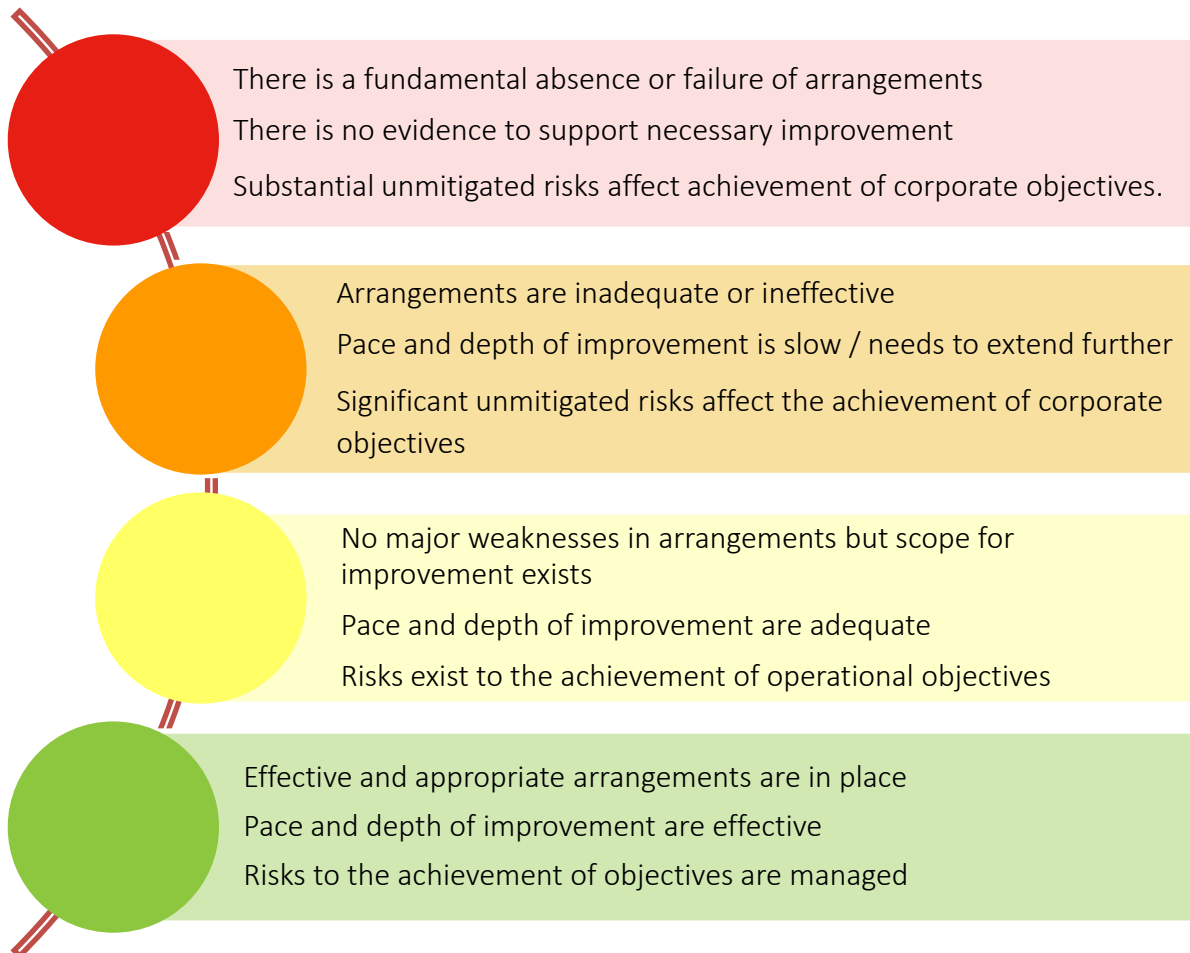 There is a fundamental absence or failure of arrangements
There is no evidence to support necessary improvement
Substantial unmitigated risks affect achievement of corporate objectives.
Arrangements are inadequate or ineffective
Pace and depth of improvement is slow / needs to extend further
Significant unmitigated risks affect the achievement of corporate
objectives
No major weaknesses in arrangements but scope for
improvement exists
Pace and depth of improvement are adequate
Risks exist to the achievement of operational objectives
Effective and appropriate arrangements are in place
Pace and depth of improvement are effective
Risks to the achievement of objectives are managed